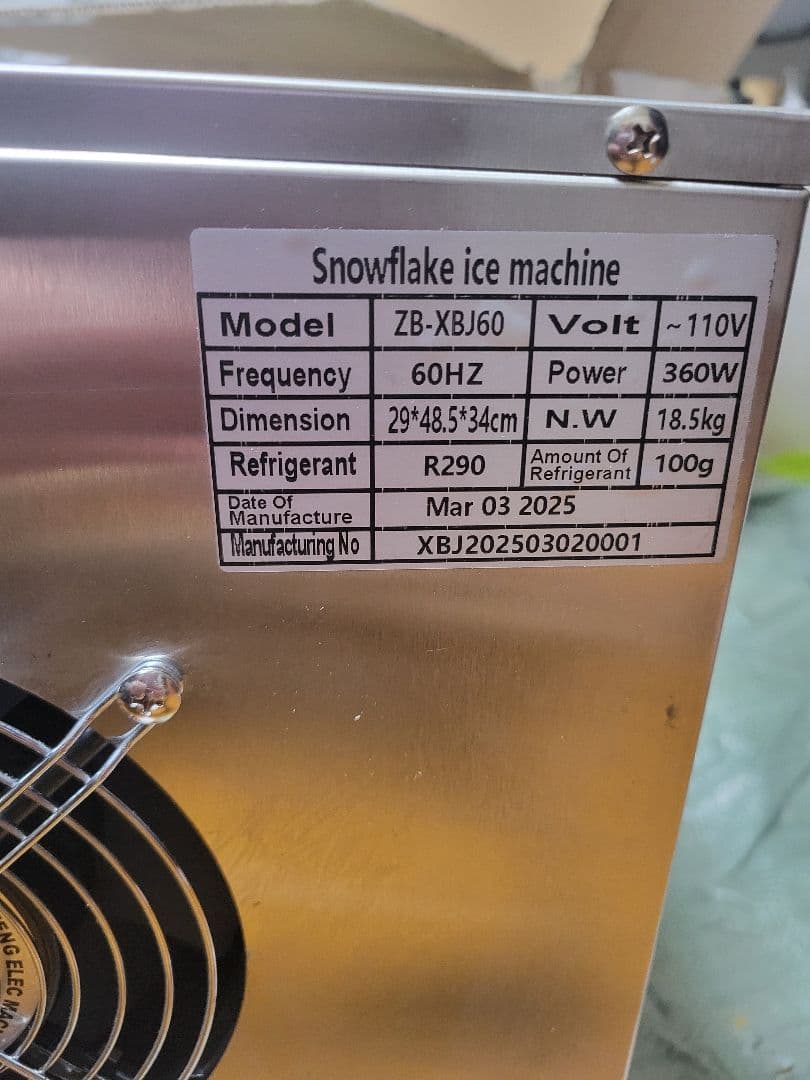 Snowflake ice machine
Model ZB-XBJ60 Volt ~110V
Frequency 60HZ Power 360W
Dimension 29*48.5*34cm N.W 18.5kg
Refrigerant R290 Amount Of Refrigerant 100g
Date Of Manufacture Mar 03 2025
Manufacturing No XBJ202503020001
ELEC